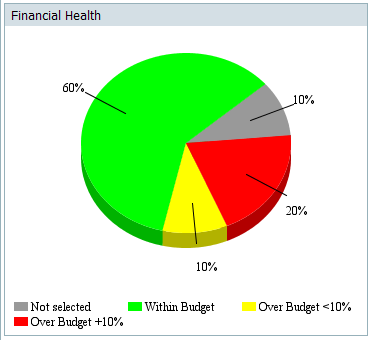 Financial Health
60%
10%
20%
10%
Not selected Within Budget Over Budget <10%
Over Budget +10%